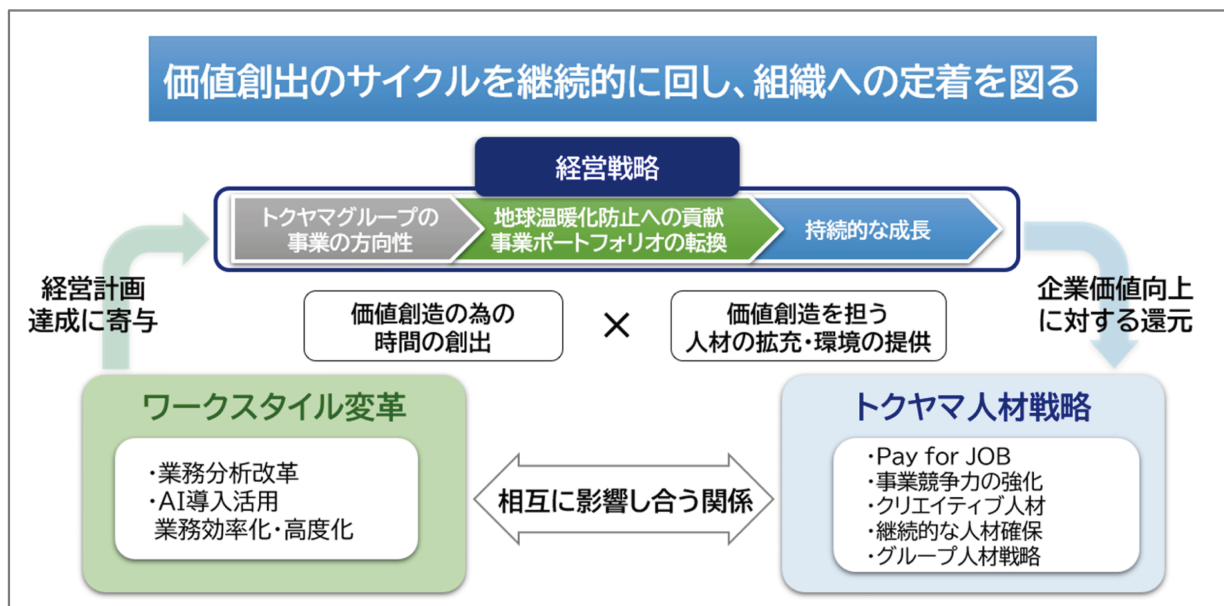 価値創出のサイクルを継続的に回し、組織への定着を図る
経営戦略
トクヤマグループの
事業の方向性
地球温暖化防止への貢献
事業ポートフォリオの転換
持続的な成長
経営計画
達成に寄与
価値創造の為の
時間の創出
×
価値創造を担う
人材の拡充・環境の提供
企業価値向上
に対する還元
ワークスタイル変革
・業務分析改革
・AI導入活用
業務効率化・高度化
相互に影響し合う関係
トクヤマ人材戦略
・Pay for JOB
・事業競争力の強化
・クリエイティブ人材
・継続的な人材確保
・グループ人材戦略